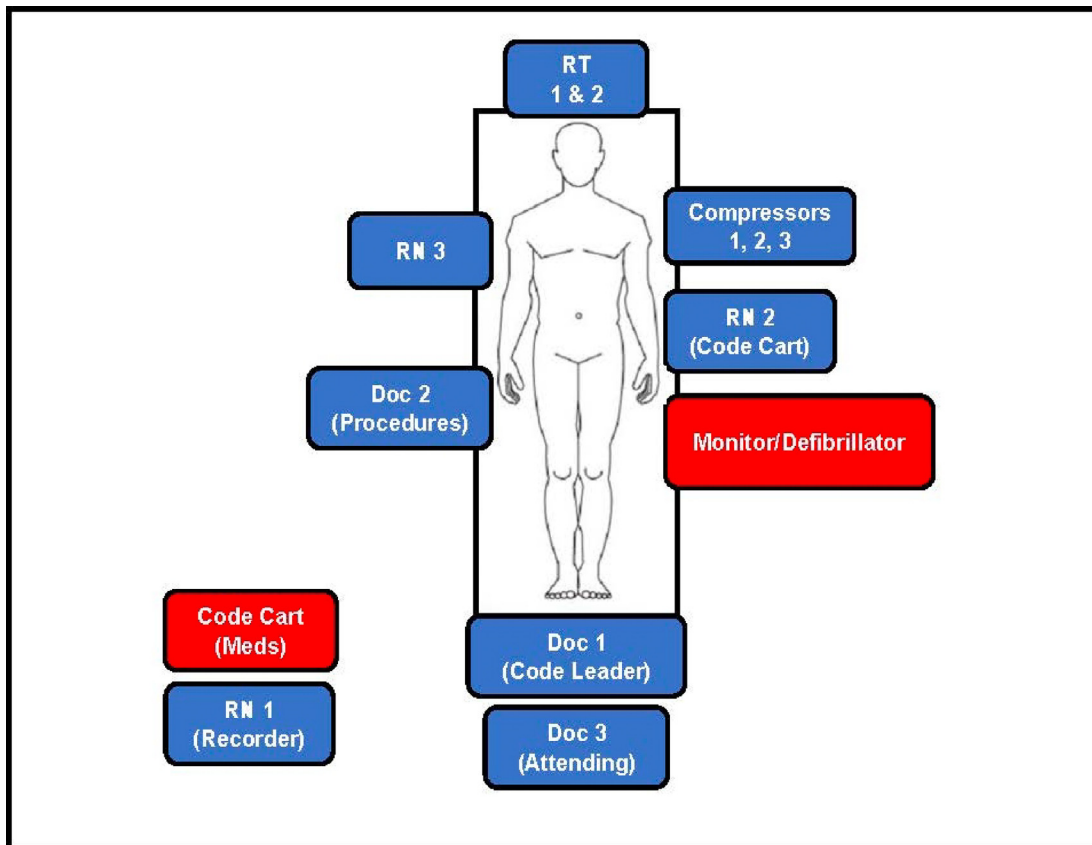 RT
1 & 2
Compressors
1, 2, 3
RN 3
RN 2
(Code Cart)
Doc 2
(Procedures)
Monitor/Defibrillator
Code Cart
(Meds)
Doc 1
(Code Leader)
RN 1
(Recorder)
Doc 3
(Attending)